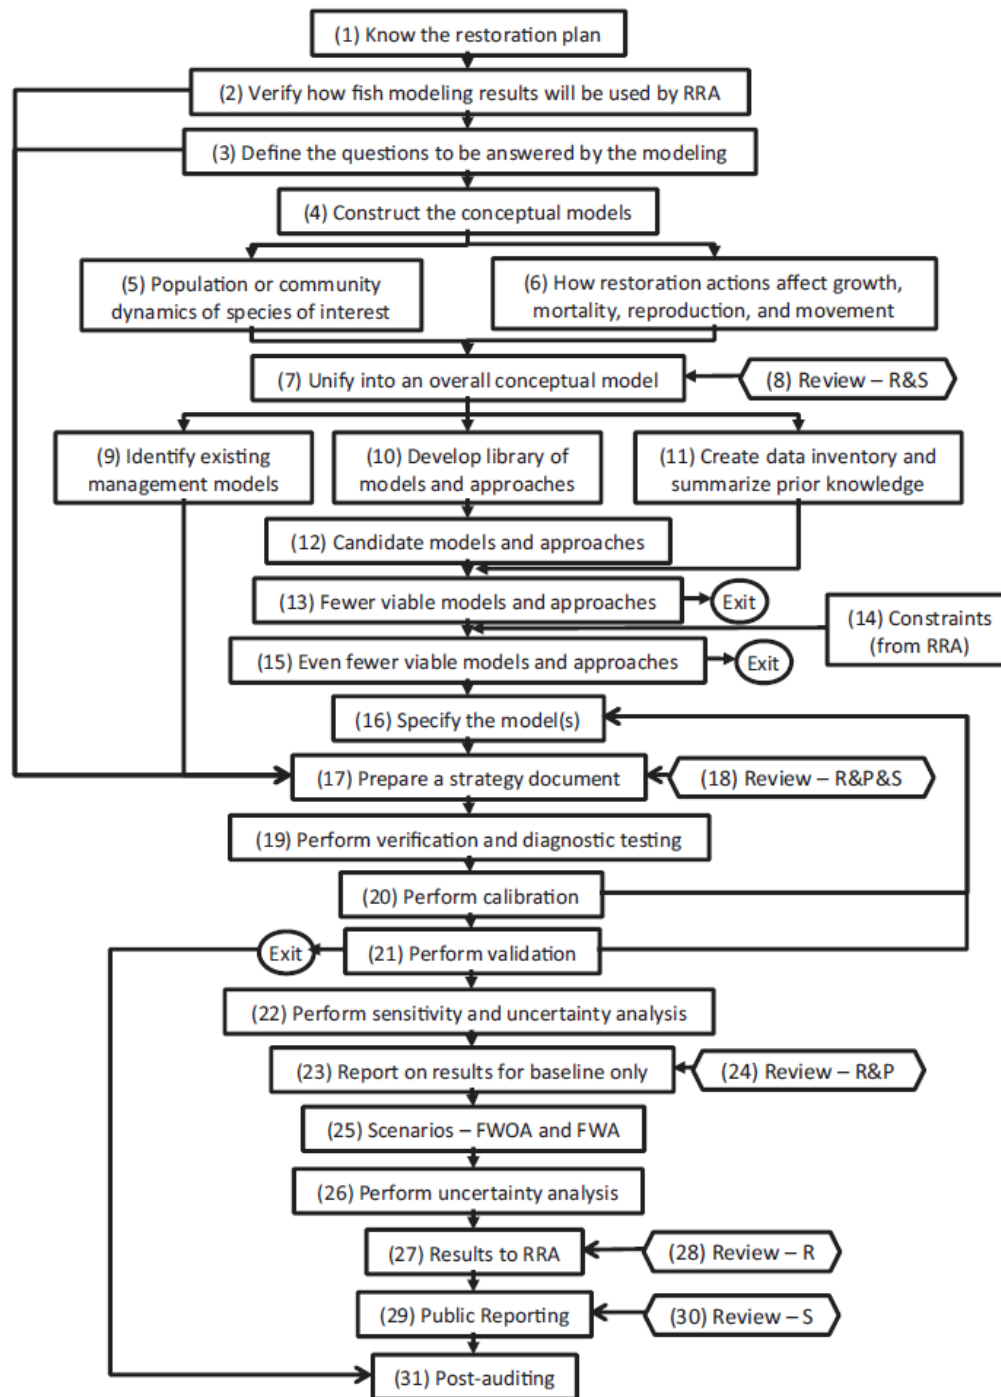 (1) Know the restoration plan
(2) Verify how fish modeling results will be used by RRA
(3) Define the questions to be answered by the modeling
(4) Construct the conceptual models
(5) Population or community
dynamics of species of interest
(6) How restoration actions affect growth,
mortality, reproduction, and movement
(7) Unify into an overall conceptual model
(8) Review – R&S
(9) Identify existing
management models
(10) Develop library of
models and approaches
(11) Create data inventory and
summarize prior knowledge
(12) Candidate models and approaches
(13) Fewer viable models and approaches
Exit
(14) Constraints
(from RRA)
(15) Even fewer viable models and approaches
Exit
(16) Specify the model(s)
(17) Prepare a strategy document
(18) Review – R&P&S
(19) Perform verification and diagnostic testing
(20) Perform calibration
Exit
(21) Perform validation
(22) Perform sensitivity and uncertainty analysis
(23) Report on results for baseline only
(24) Review – R&P
(25) Scenarios – FWOA and FWA
(26) Perform uncertainty analysis
(27) Results to RRA
(28) Review – R
(29) Public Reporting
(30) Review – S
(31) Post-auditing